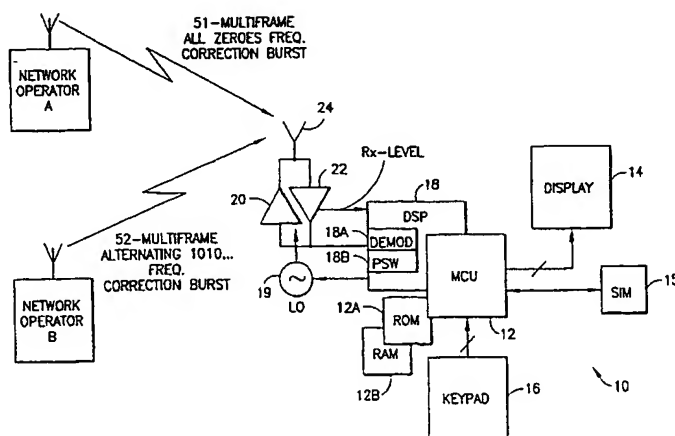 51-MULTIFRAME
ALL ZEROES FREQ.
CORRECTION BURST
NETWORK
OPERATOR
A
24
22
Rx-LEVEL
20
18
DSP
14
DISPLAY
18A
DEMOD
18B
PSW
MCU
52-MULTIFRAME
ALTERNATING 1010...
FREQ.
CORRECTION BURST
19
LO
SIM
15
12A
ROM
12
NETWORK
OPERATOR
B
RAM
12B
KEYPAD
16
10